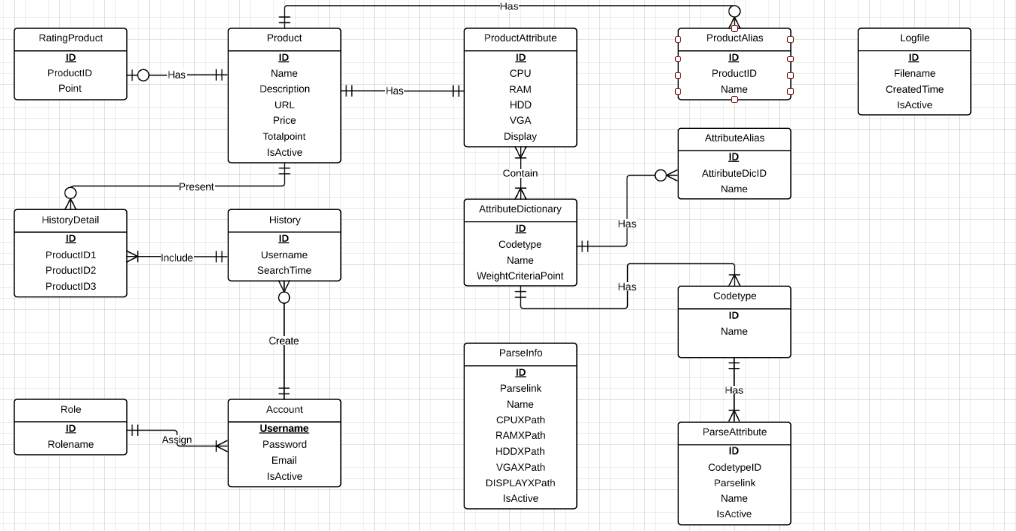 Has
RatingProduct
ID
ProductID
Point
Has
Product
ID
Name
Description
URL
Price
Totalpoint
IsActive
Has
ProductAttribute
ID
CPU
RAM
HDD
VGA
Display
ProductAlias
ID
ProductID
Name
Logfile
ID
Filename
CreatedTime
IsActive
AttributeAlias
ID
AttiributeDicID
Name
Contain
Present
HistoryDetail
ID
ProductID1
ProductID2
ProductID3
Include
History
ID
Username
SearchTime
AttributeDictionary
ID
Codetype
Name
WeightCriteriaPoint
Has
Has
Codetype
ID
Name
Create
ParseInfo
ID
Parselink
Name
CPUXPath
RAMXPath
HDDXPath
VGAXPath
DISPLAYXPath
IsActive
Has
Role
ID
Rolename
Assign
Account
Username
Password
Email
IsActive
ParseAttribute
ID
CodetypeID
Parselink
Name
IsActive